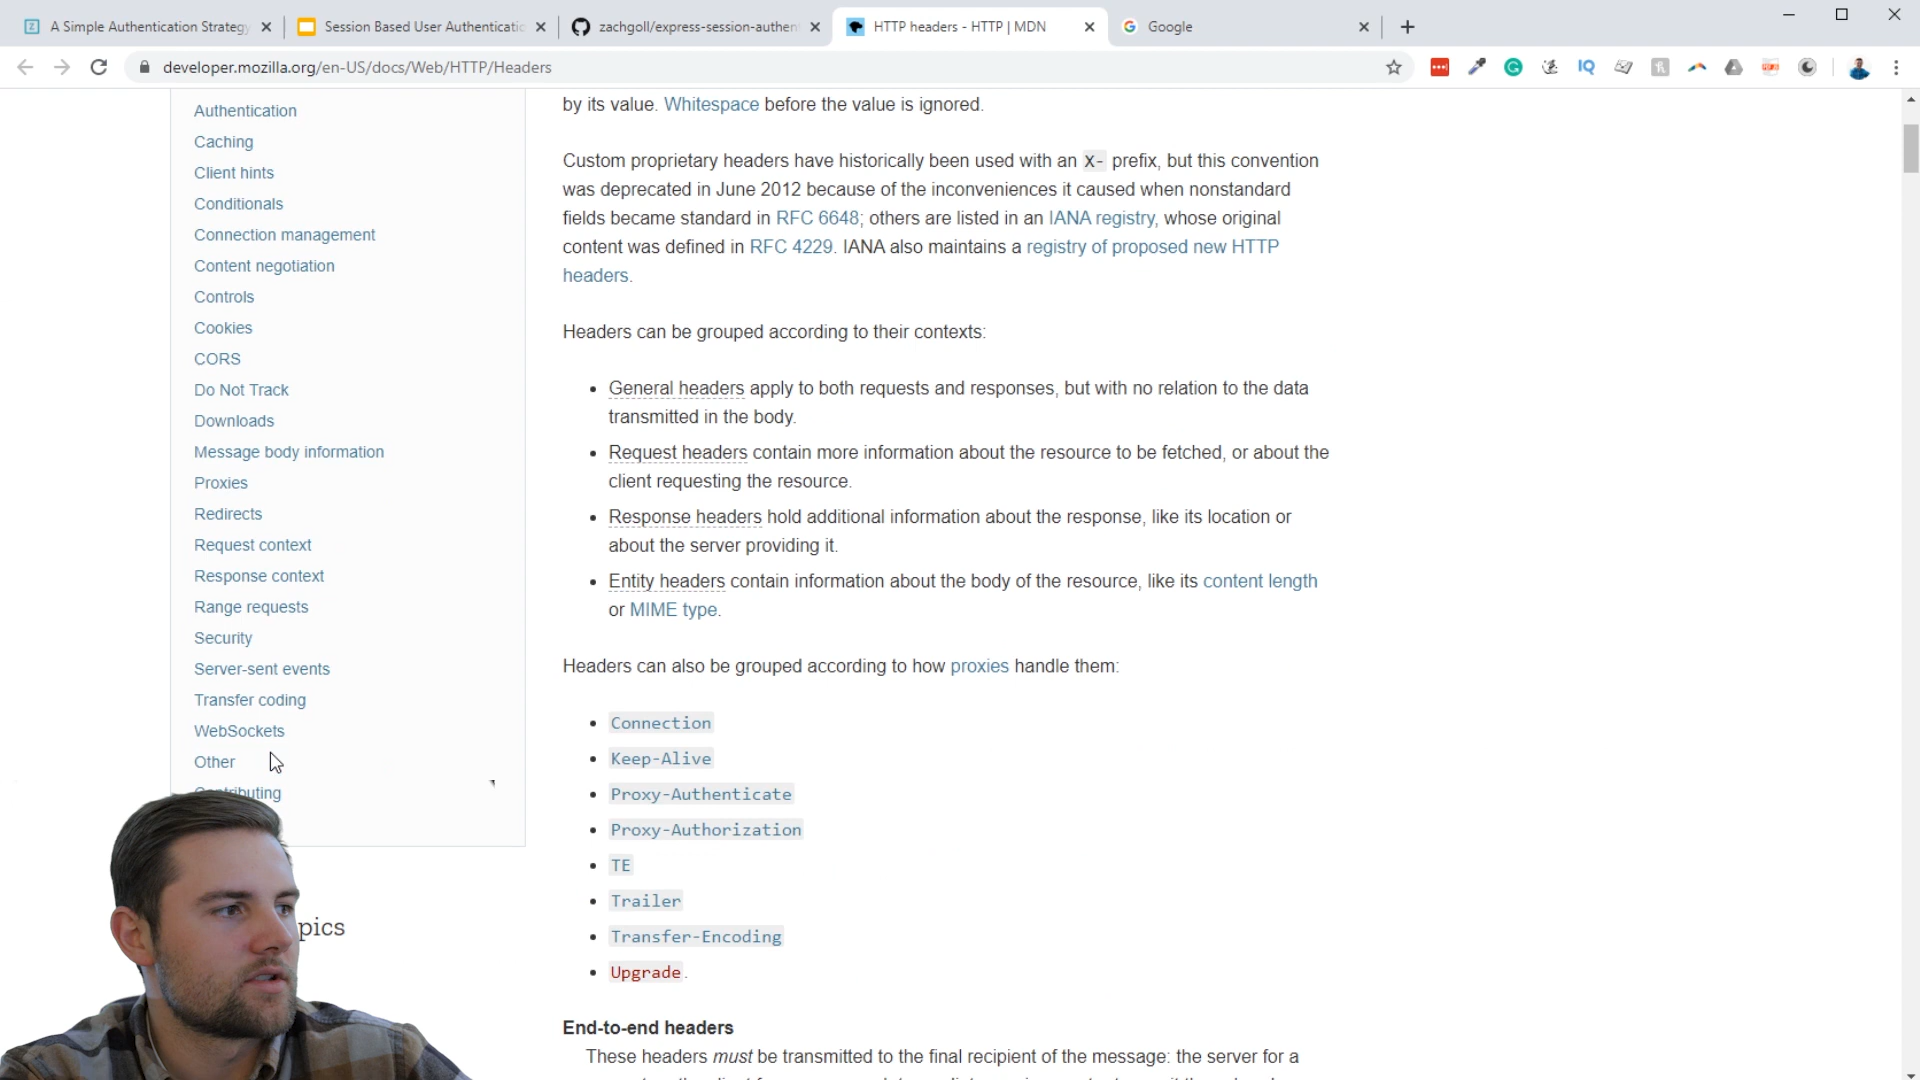 A Simple Authentication Strategy
Session Based User Authenticatic
zachgoll/express-session-authen
HTTP headers - HTTP | MDN
Google
developer.mozilla.org/en-US/docs/Web/HTTP/Headers
IQ
Authentication
Caching
Client hints
Conditionals
Connection management
Content negotiation
Controls
Cookies
CORS
Do Not Track
Downloads
Message body information
Proxies
Redirects
Request context
Response context
Range requests
Security
Server-sent events
Transfer coding
WebSockets
Other
Contributing
pics
by its value. Whitespace before the value is ignored.
Custom proprietary headers have historically been used with an X- prefix, but this convention
was deprecated in June 2012 because of the inconveniences it caused when nonstandard
fields became standard in RFC 6648; others are listed in an IANA registry, whose original
content was defined in RFC 4229. IANA also maintains a registry of proposed new HTTP
headers.
Headers can be grouped according to their contexts:
• General headers apply to both requests and responses, but with no relation to the data
transmitted in the body.
• Request headers contain more information about the resource to be fetched, or about the
client requesting the resource.
• Response headers hold additional information about the response, like its location or
about the server providing it.
• Entity headers contain information about the body of the resource, like its content length
or MIME type.
Headers can also be grouped according to how proxies handle them:
• Connection
• Keep-Alive
• Proxy-Authenticate
• Proxy-Authorization
• TE
• Trailer
• Transfer-Encoding
• Upgrade.
End-to-end headers
These headers must be transmitted to the final recipient of the message: the server for a